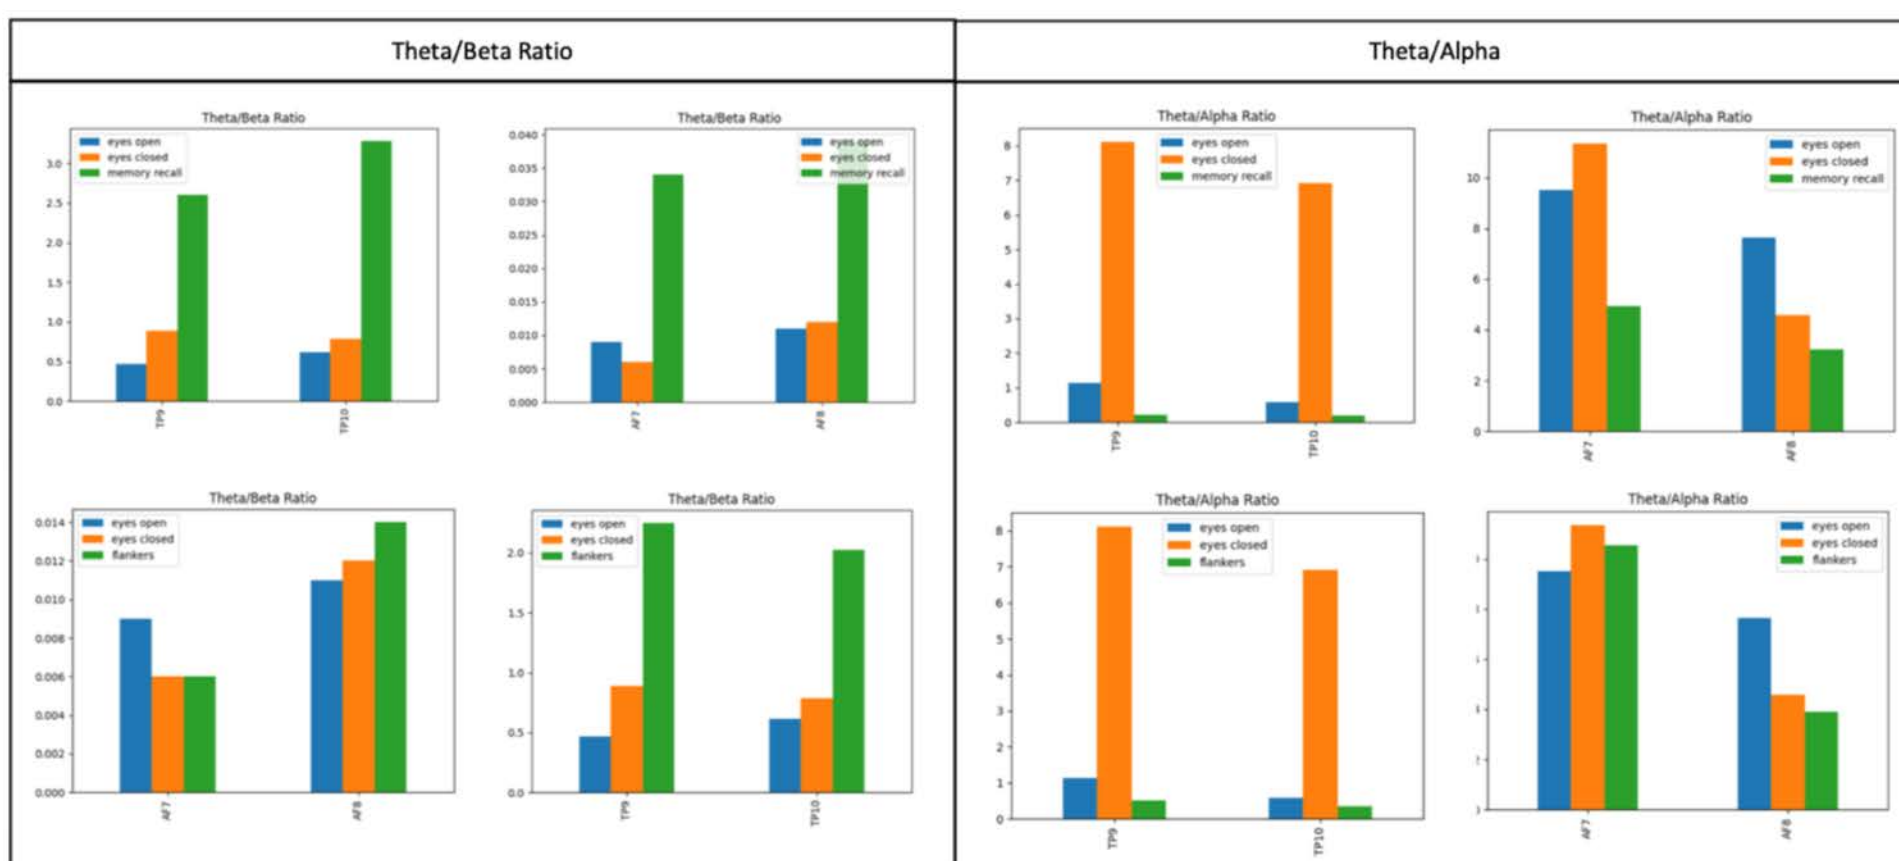 Theta/Beta Ratio
Theta/Alpha
Theta/Beta Ratio
eyes open
eyes closed
memory recall
3.0
2.5
2.0
1.5
1.0
0.5
0.0
TP9
TP10
Theta/Beta Ratio
eyes open
eyes closed
memory recall
0.040
0.035
0.030
0.025
0.020
0.015
0.010
0.005
0.000
AF7
AF8
Theta/Alpha Ratio
eyes open
eyes closed
memory recall
8
7
6
5
4
3
2
1
0
TP9
TP10
Theta/Alpha Ratio
eyes open
eyes closed
memory recall
10
8
6
4
2
0
AF7
AF8
Theta/Beta Ratio
eyes open
eyes closed
flankers
0.014
0.012
0.010
0.008
0.006
0.004
0.002
0.000
AF7
AF8
Theta/Beta Ratio
eyes open
eyes closed
flankers
2.0
1.5
1.0
0.5
0.0
TP9
TP10
Theta/Alpha Ratio
eyes open
eyes closed
flankers
8
7
6
5
4
3
2
1
0
TP9
TP10
Theta/Alpha Ratio
eyes open
eyes closed
flankers
AF7
AF8